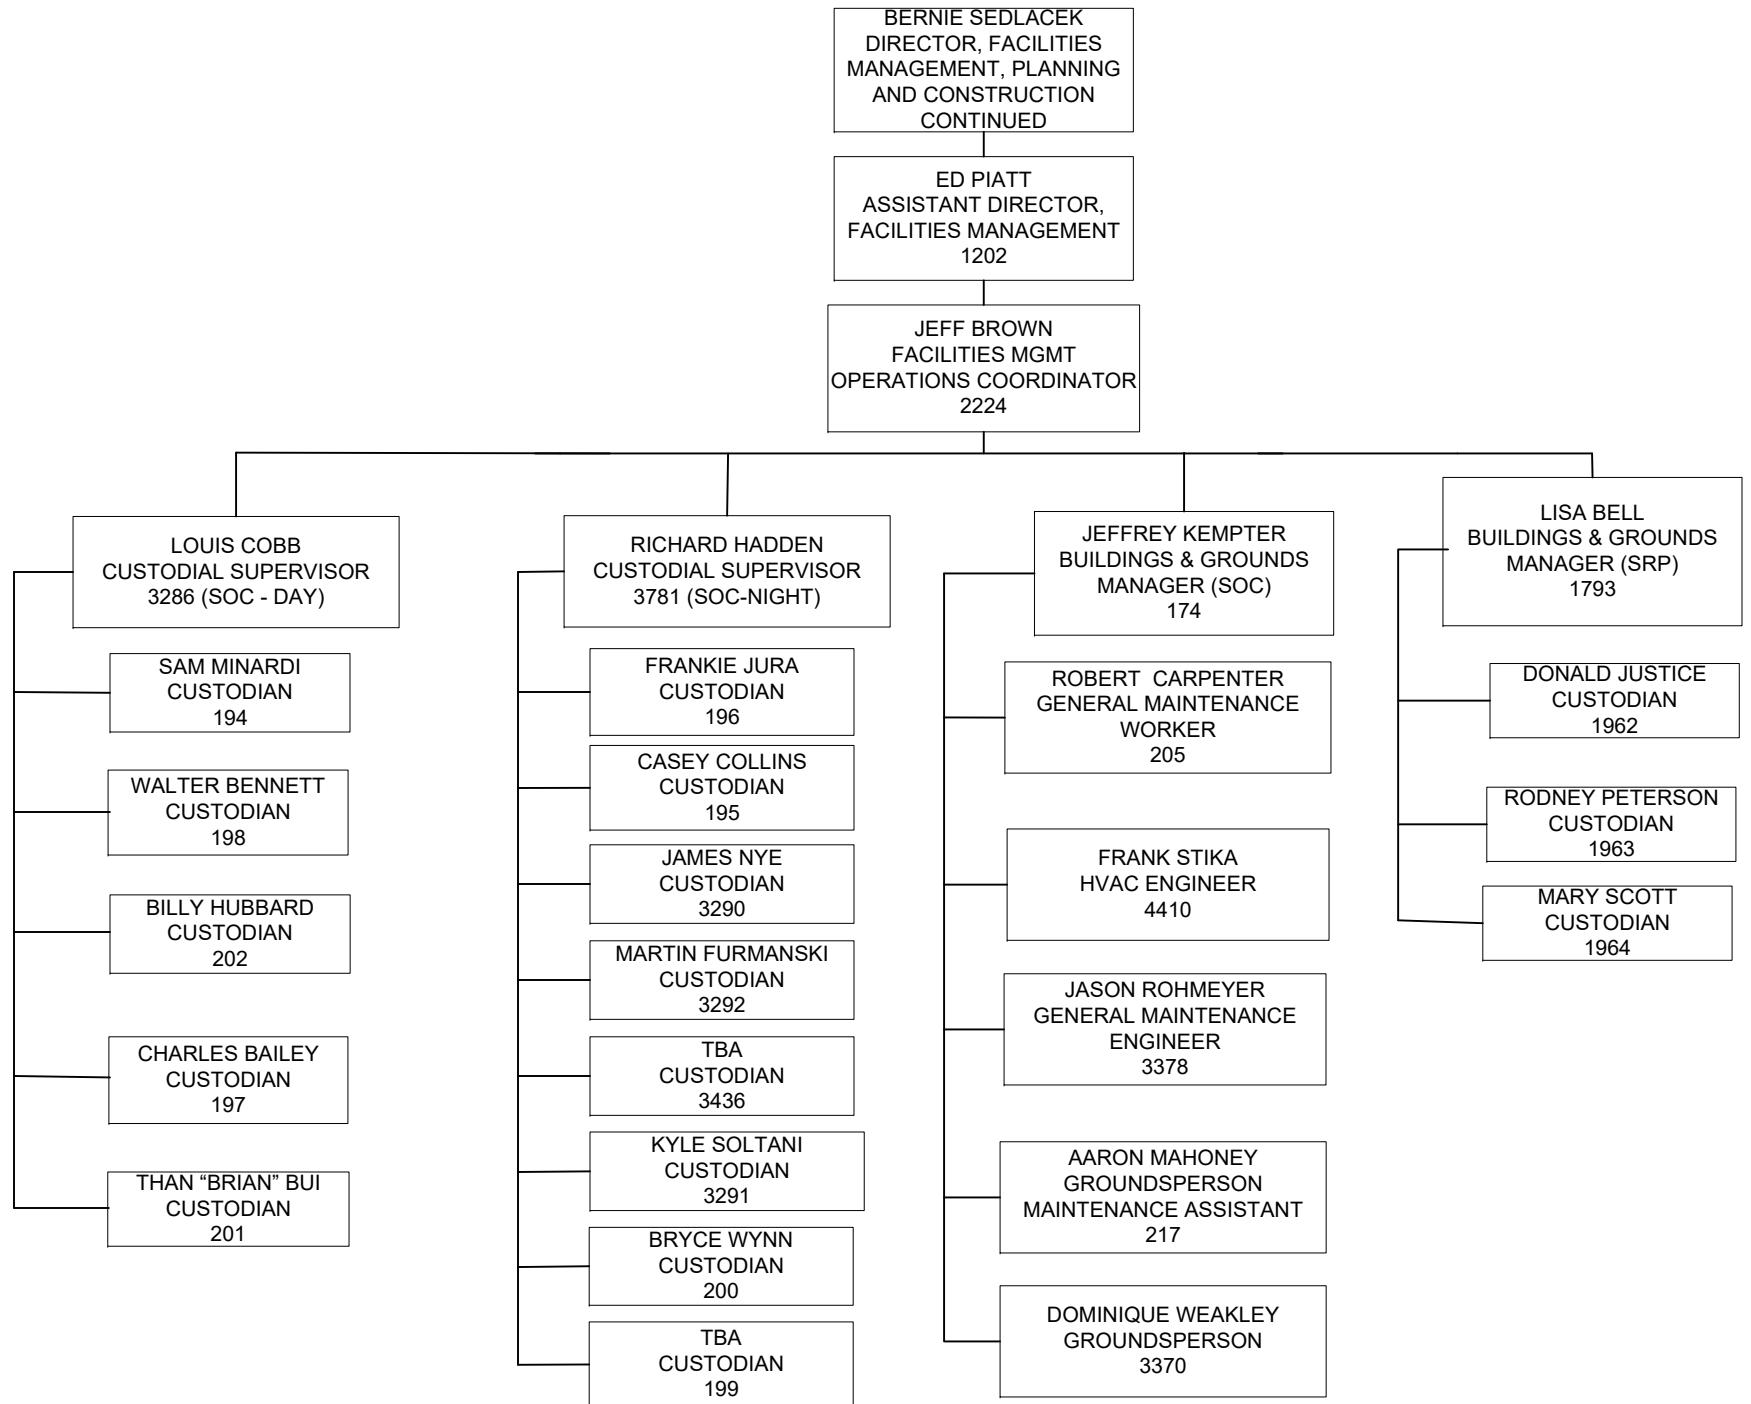 BERNIE SEDLACEK
DIRECTOR, FACILITIES
MANAGEMENT, PLANNING
AND CONSTRUCTION
CONTINUED
ED PIATT
ASSISTANT DIRECTOR,
FACILITIES MANAGEMENT
1202
JEFF BROWN
FACILITIES MGMT
OPERATIONS COORDINATOR
2224
LOUIS COBB
CUSTODIAL SUPERVISOR
3286 (SOC - DAY)
SAM MINARDI
CUSTODIAN
194
WALTER BENNETT
CUSTODIAN
198
BILLY HUBBARD
CUSTODIAN
202
CHARLES BAILEY
CUSTODIAN
197
THAN “BRIAN” BUI
CUSTODIAN
201
RICHARD HADDEN
CUSTODIAL SUPERVISOR
3781 (SOC-NIGHT)
FRANKIE JURA
CUSTODIAN
196
CASEY COLLINS
CUSTODIAN
195
JAMES NYE
CUSTODIAN
3290
MARTIN FURMANSKI
CUSTODIAN
3292
TBA
CUSTODIAN
3436
KYLE SOLTANI
CUSTODIAN
3291
BRYCE WYNN
CUSTODIAN
200
TBA
CUSTODIAN
199
JEFFREY KEMPTER
BUILDINGS & GROUNDS
MANAGER (SOC)
174
ROBERT CARPENTER
GENERAL MAINTENANCE
WORKER
205
FRANK STIKA
HVAC ENGINEER
4410
JASON ROHMEYER
GENERAL MAINTENANCE
ENGINEER
3378
AARON MAHONEY
GROUNDSPERSON
MAINTENANCE ASSISTANT
217
DOMINIQUE WEAKLEY
GROUNDSPERSON
3370
LISA BELL
BUILDINGS & GROUNDS
MANAGER (SRP)
1793
DONALD JUSTICE
CUSTODIAN
1962
RODNEY PETERSON
CUSTODIAN
1963
MARY SCOTT
CUSTODIAN
1964